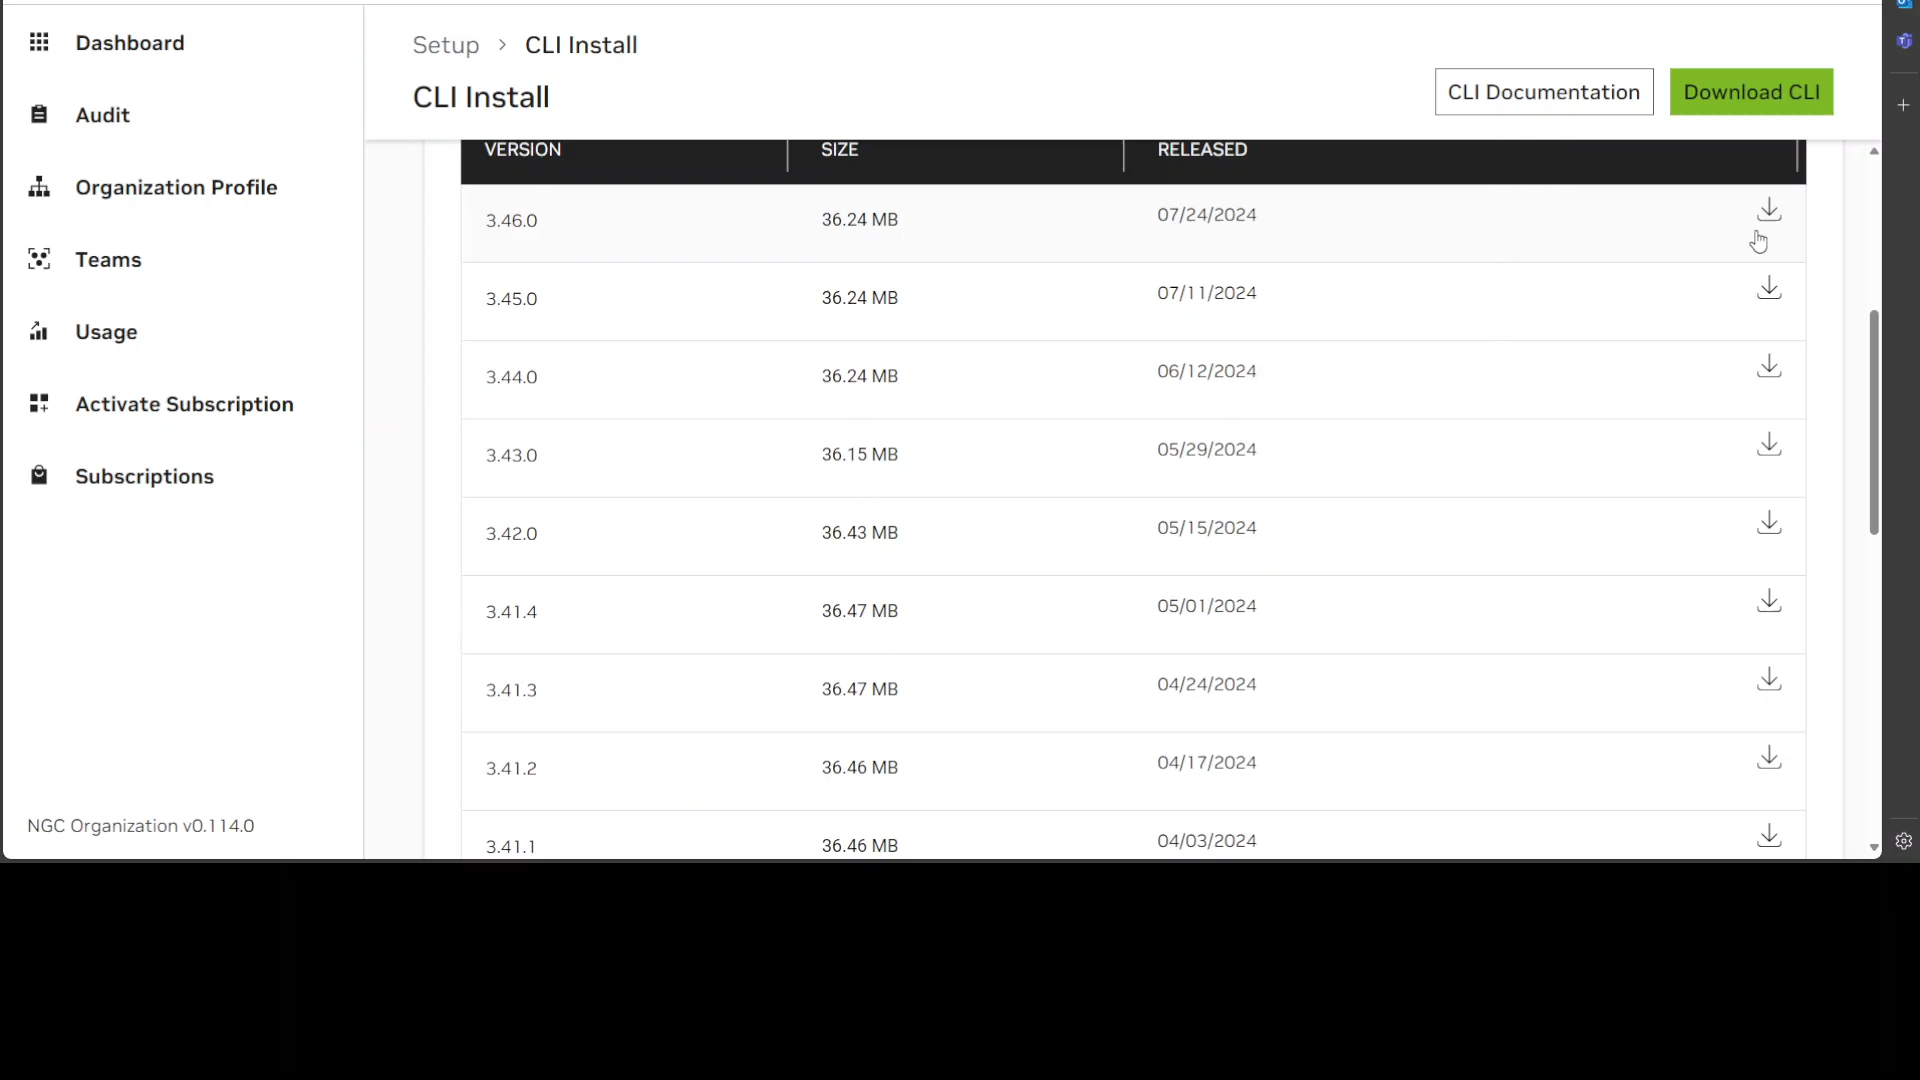 Dashboard
Audit
Organization Profile
Teams
Usage
Activate Subscription
Subscriptions
NGC Organization v0.114.0
Setup > CLI Install
CLI Install
CLI Documentation
Download CLI
VERSION SIZE RELEASED
3.46.0 36.24 MB 07/24/2024
3.45.0 36.24 MB 07/11/2024
3.44.0 36.24 MB 06/12/2024
3.43.0 36.15 MB 05/29/2024
3.42.0 36.43 MB 05/15/2024
3.41.4 36.47 MB 05/01/2024
3.41.3 36.47 MB 04/24/2024
3.41.2 36.46 MB 04/17/2024
3.41.1 36.46 MB 04/03/2024